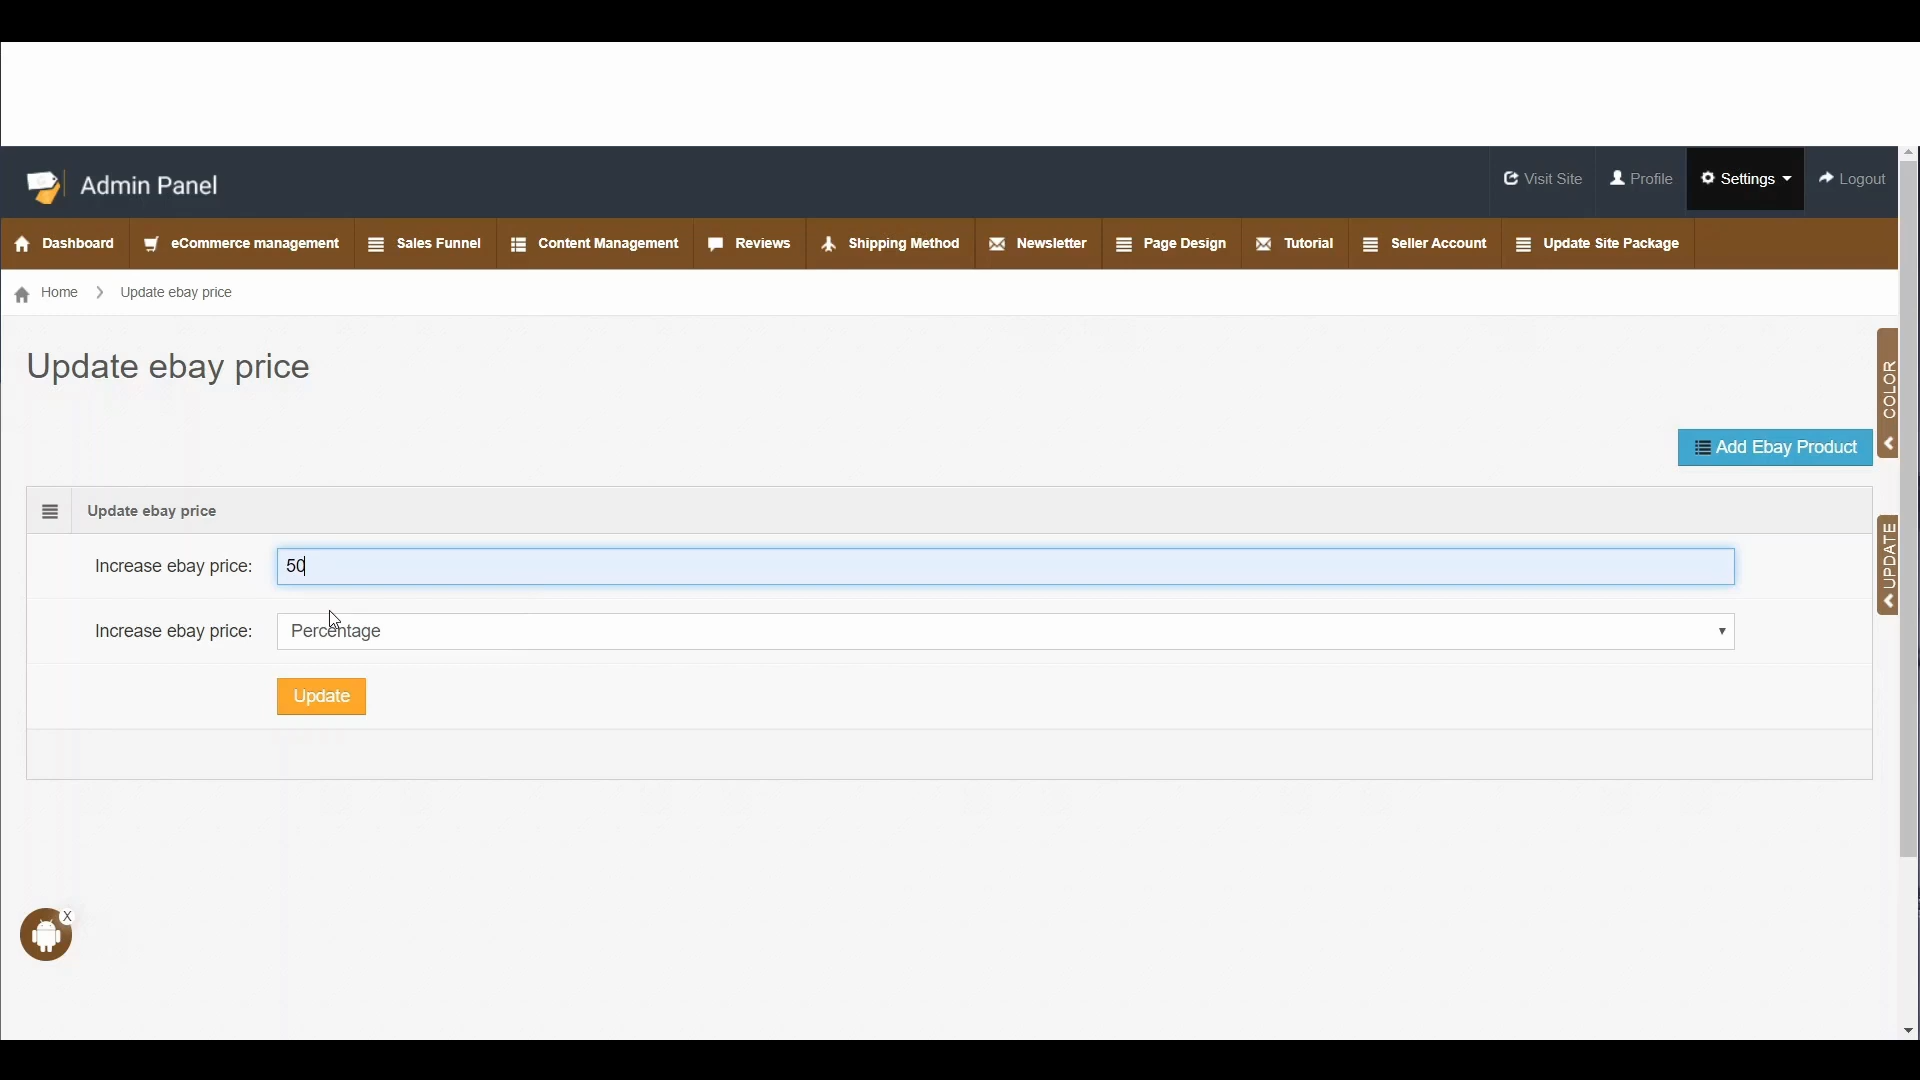 Admin Panel
Visit Site
Profile
Settings
Logout
Dashboard
eCommerce management
Sales Funnel
Content Management
Reviews
Shipping Method
Newsletter
Page Design
Tutorial
Seller Account
Update Site Package
Home
Update ebay price
Update ebay price
COLOR
Add Ebay Product
Update ebay price
UPDATE
Increase ebay price:
50
Increase ebay price:
Percentage
Update
X